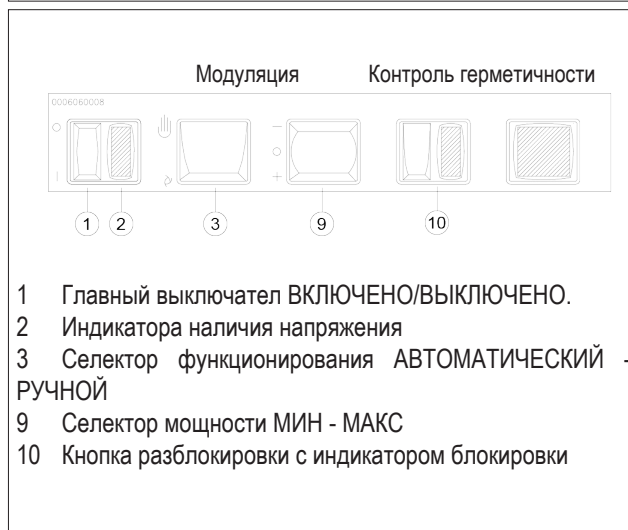 Модуляция Контроль герметичности
0006060008
1 2 3 9 10
1 Главный выключател ВКЛЮЧЕНО/ВЫКЛЮЧЕНО.
2 Индикатора наличия напряжения
3 Селектор функционирования АВТОМАТИЧЕСКИЙ -
РУЧНОЙ
9 Селектор мощности МИН - МАКС
10 Кнопка разблокировки с индикатором блокировки